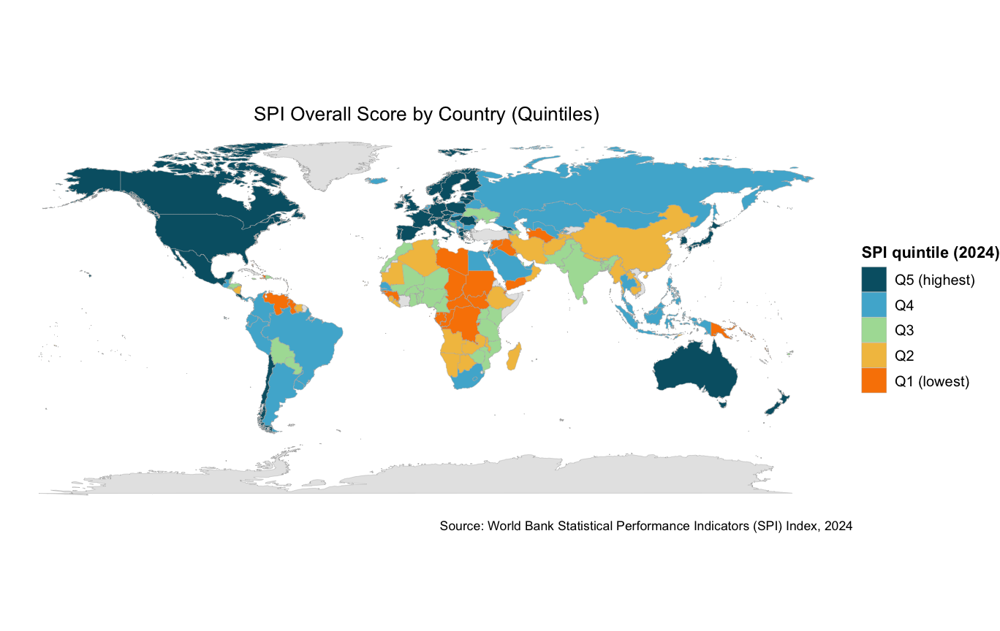 SPI Overall Score by Country (Quintiles)
SPI quintile (2024)
Q5 (highest)
Q4
Q3
Q2
Q1 (lowest)
Source: World Bank Statistical Performance Indicators (SPI) Index, 2024